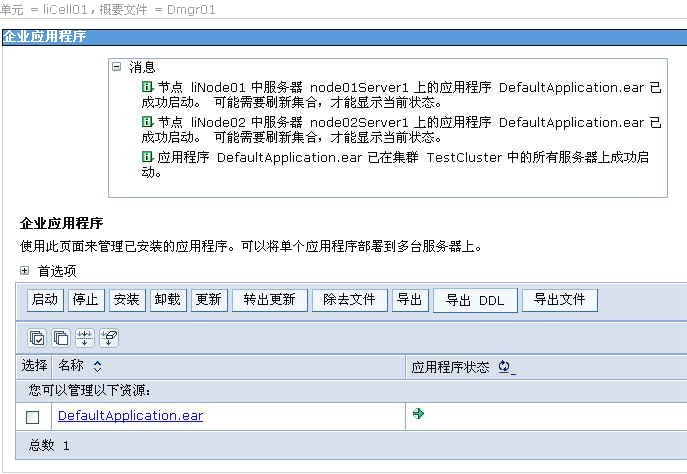 单元 = liCell01，概要文件 = Dmgr01
企业应用程序
消息
节点 liNode01 中服务器 node01Server1 上的应用程序 DefaultApplication.ear 已
成功启动。 可能需要刷新集合，才能显示当前状态。
节点 liNode02 中服务器 node02Server1 上的应用程序 DefaultApplication.ear 已
成功启动。 可能需要刷新集合，才能显示当前状态。
应用程序 DefaultApplication.ear 已在集群 TestCluster 中的所有服务器上成功启
动。
企业应用程序
使用此页面来管理已安装的应用程序。可以将单个应用程序部署到多台服务器上。
首选项
启动 停止 安装 卸载 更新 转出更新 除去文件 导出 导出 DDL 导出文件
选择 名称 应用程序状态
您可以管理以下资源：
DefaultApplication.ear
总数 1